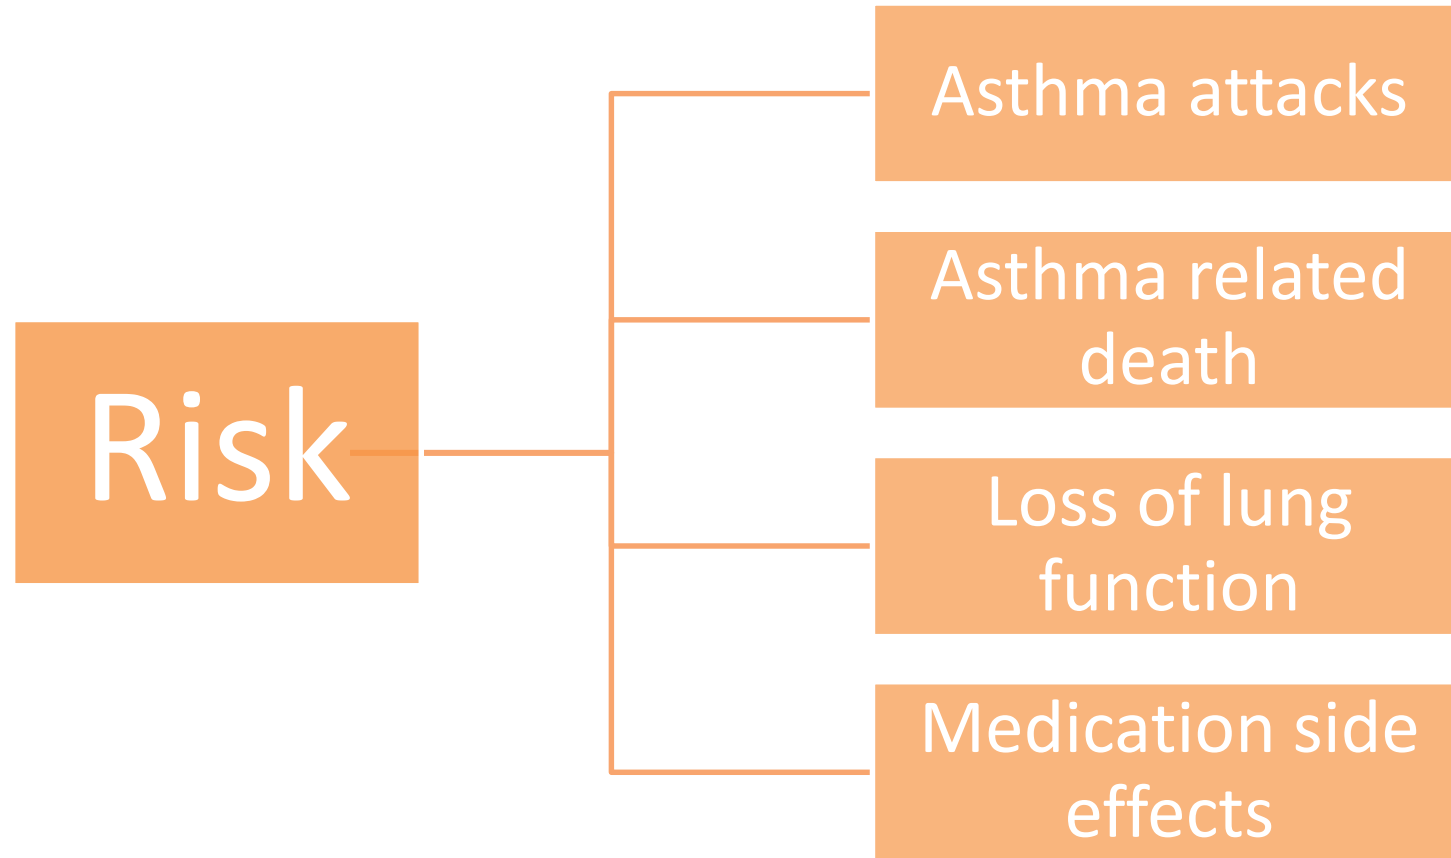 Risk
Asthma attacks
Asthma related
death
Loss of lung
function
Medication side
effects